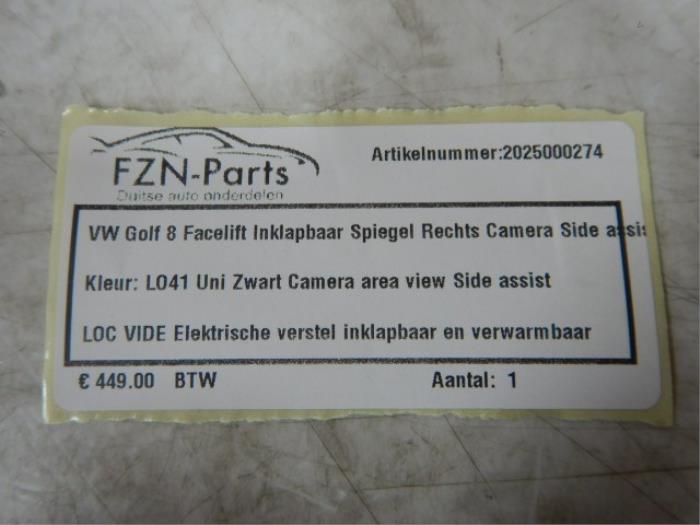 FZN-Parts
Duitse auto onderdelen
Artikelnummer:2025000274
VW Golf 8 Facelift Inklapbaar Spiegel Rechts Camera Side assis
Kleur: L041 Uni Zwart Camera area view Side assist
LOC VIDE Elektrische verstel inklapbaar en verwarmbaar
€ 449.00 BTW
Aantal: 1